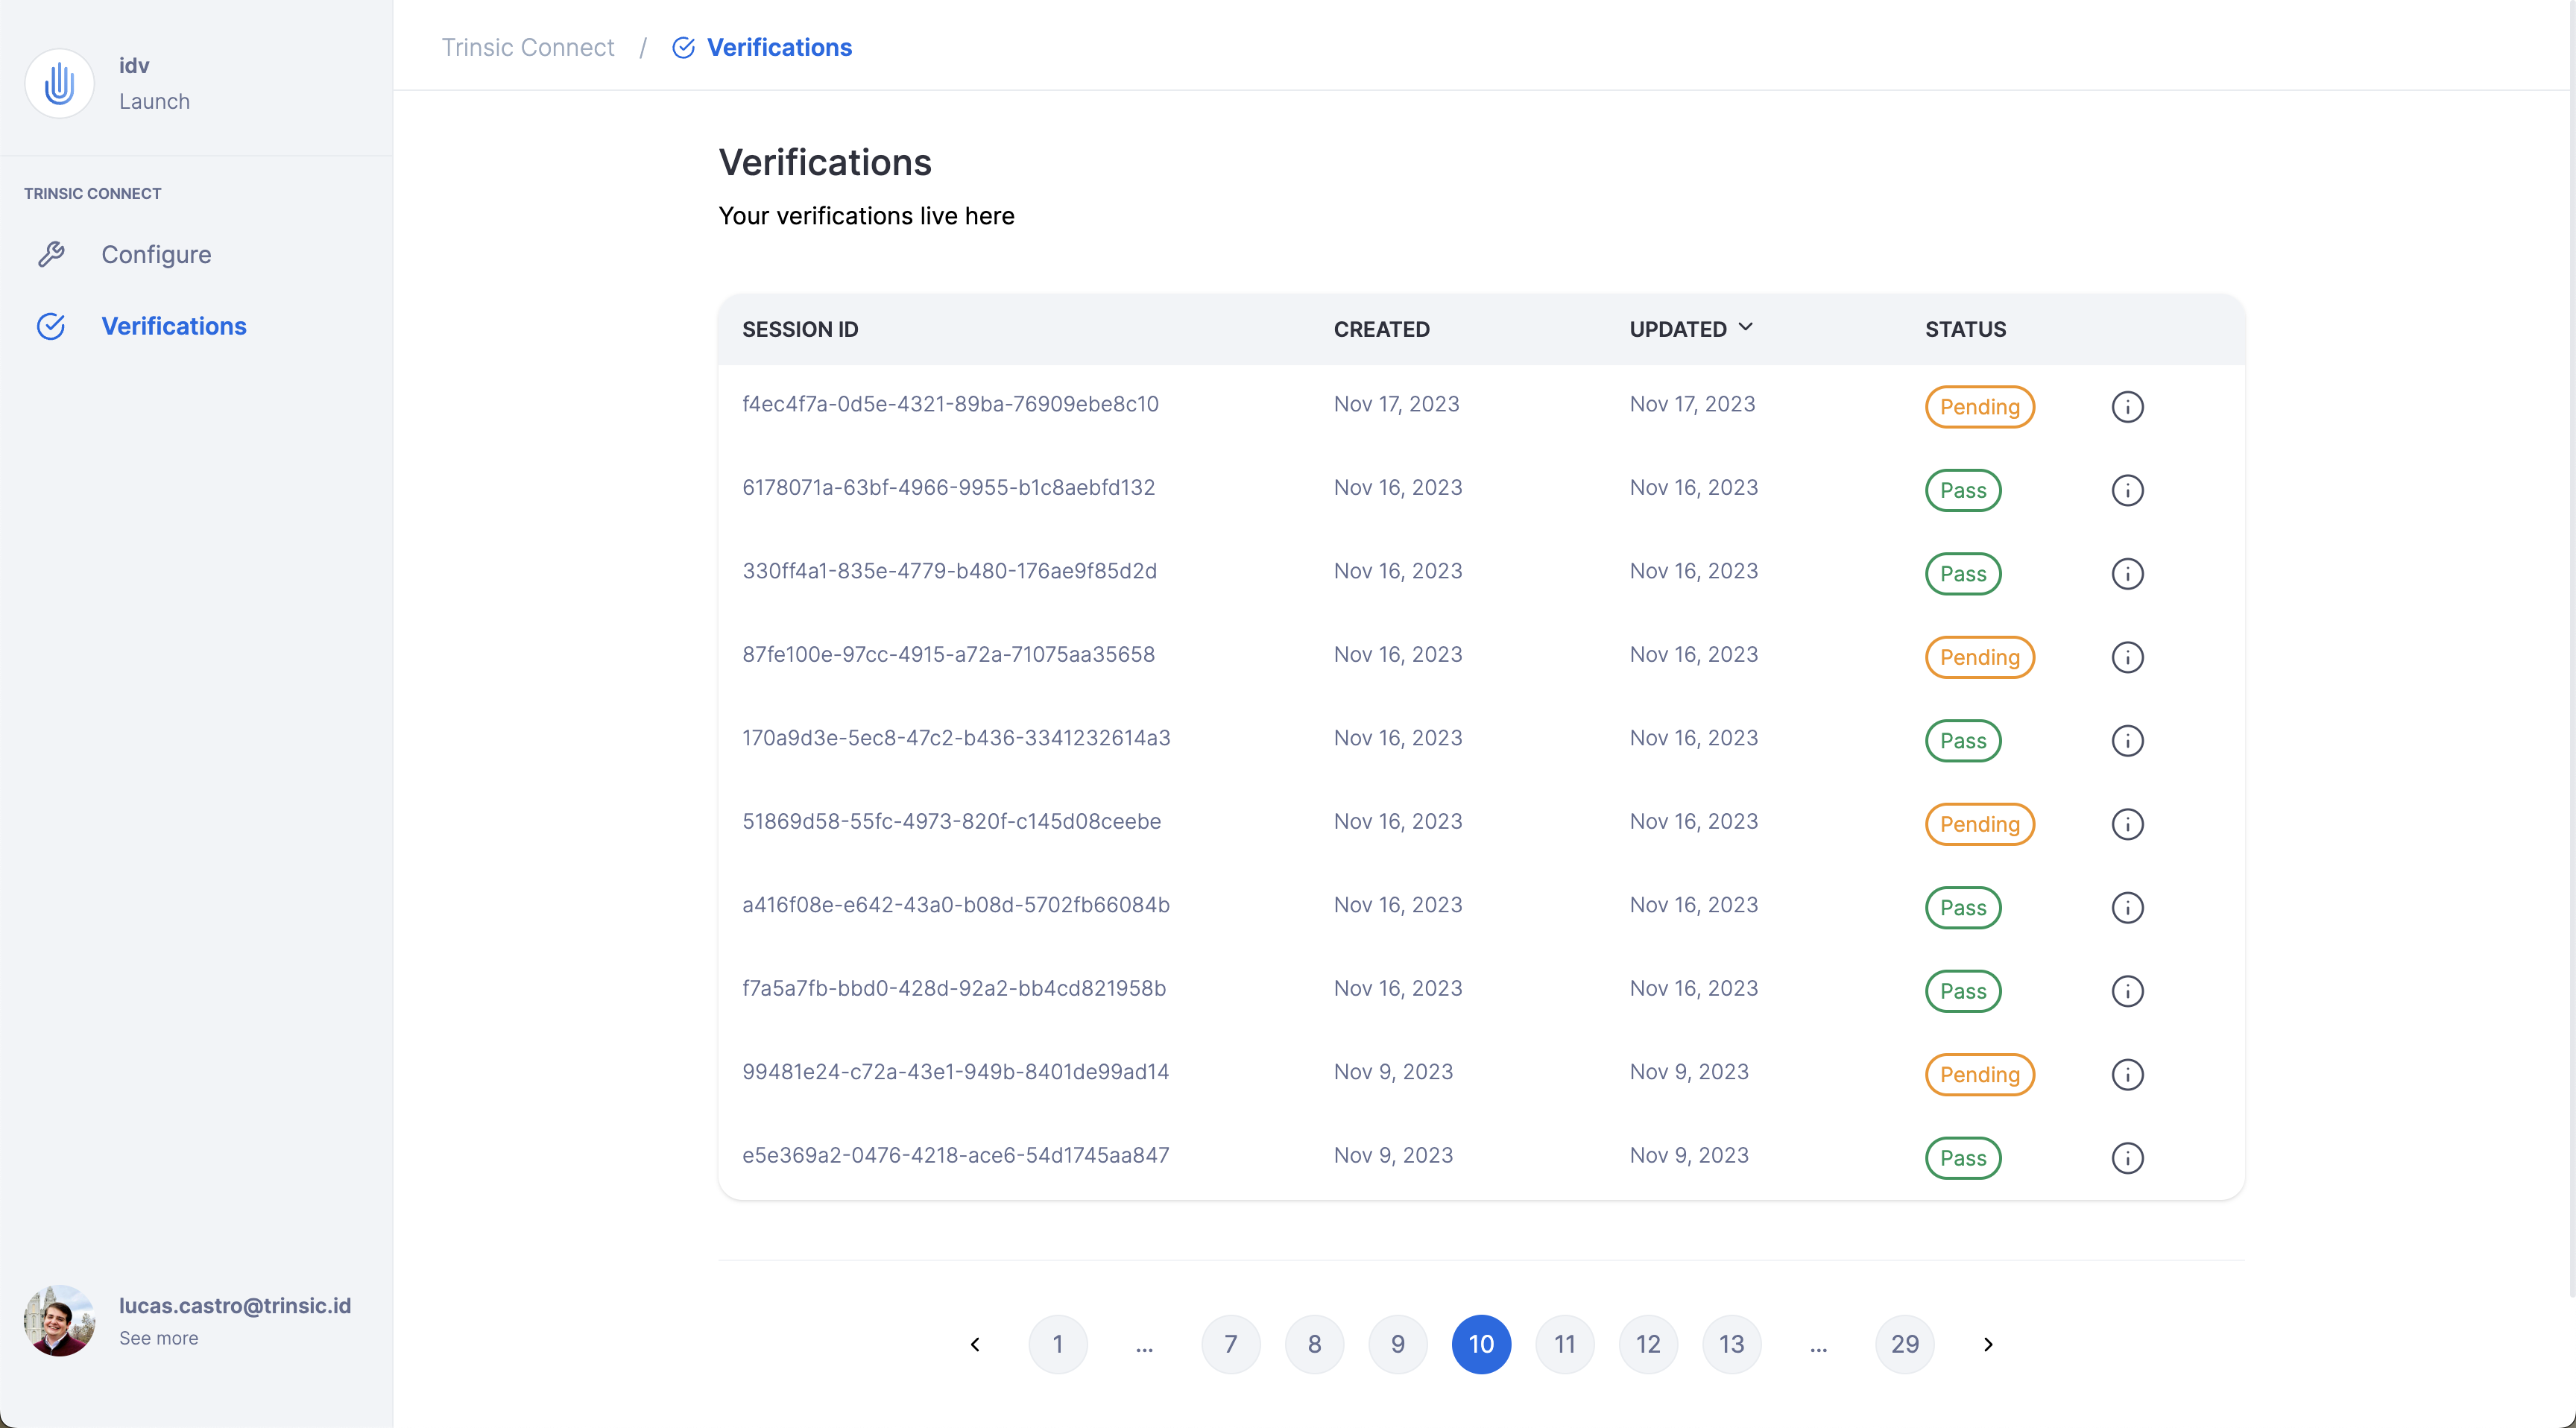 idv
Launch
TRINSIC CONNECT
Configure
Verifications
lucas.castro@trinsic.id
See more
Trinsic Connect / Verifications
Verifications
Your verifications live here
SESSION ID CREATED UPDATED STATUS
f4ec4f7a-0d5e-4321-89ba-76909ebe8c10 Nov 17, 2023 Nov 17, 2023 Pending
6178071a-63bf-4966-9955-b1c8aebfd132 Nov 16, 2023 Nov 16, 2023 Pass
330ff4a1-835e-4779-b480-176ae9f85d2d Nov 16, 2023 Nov 16, 2023 Pass
87fe100e-97cc-4915-a72a-71075aa35658 Nov 16, 2023 Nov 16, 2023 Pending
170a9d3e-5ec8-47c2-b436-3341232614a3 Nov 16, 2023 Nov 16, 2023 Pass
51869d58-55fc-4973-820f-c145d08ceebe Nov 16, 2023 Nov 16, 2023 Pending
a416f08e-e642-43a0-b08d-5702fb66084b Nov 16, 2023 Nov 16, 2023 Pass
f7a5a7fb-bbd0-428d-92a2-bb4cd821958b Nov 16, 2023 Nov 16, 2023 Pass
99481e24-c72a-43e1-949b-8401de99ad14 Nov 9, 2023 Nov 9, 2023 Pending
e5e369a2-0476-4218-ace6-54d1745aa847 Nov 9, 2023 Nov 9, 2023 Pass
1 ... 7 8 9 10 11 12 13 ... 29